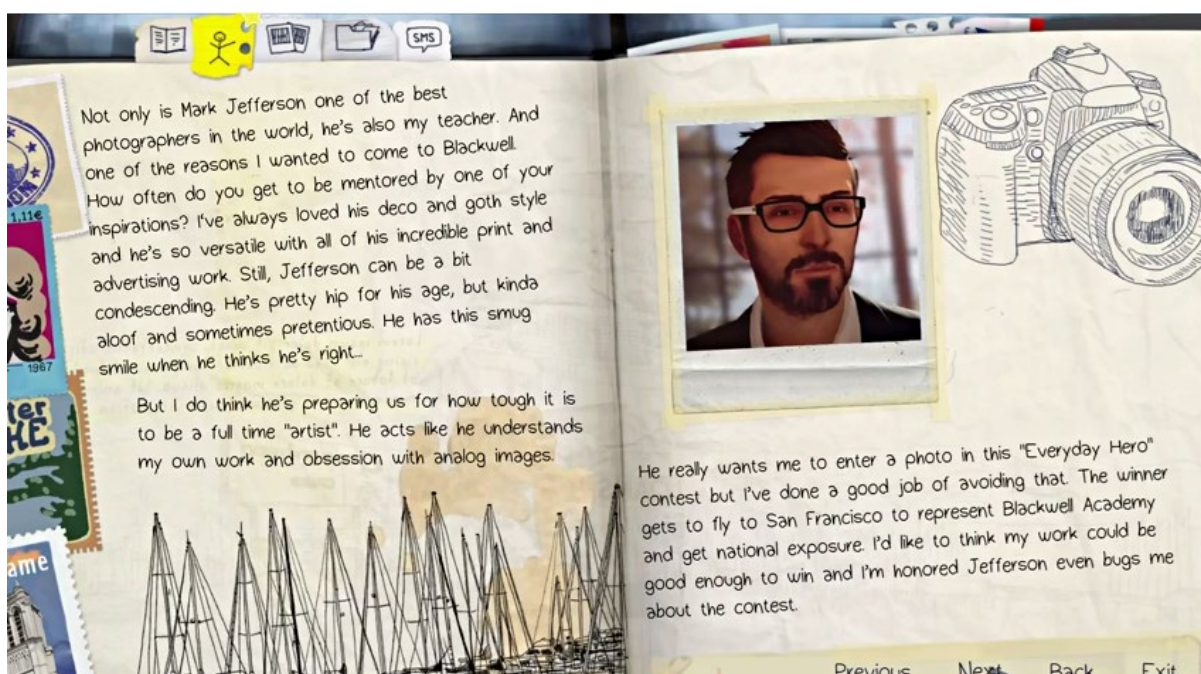 SMS
Not only is Mark Jefferson one of the best
photographers in the world, he's also my teacher. And
one of the reasons I wanted to come to Blackwell.
How often do you get to be mentored by one of your
inspirations? I've always loved his deco and goth style
and he's so versatile with all of his incredible print and
advertising work. Still, Jefferson can be a bit
condescending. He's pretty hip for his age, but kinda
aloof and sometimes pretentious. He has this smug
smile when he thinks he's right...
But I do think he's preparing us for how tough it is
to be a full time "artist". He acts like he understands
my own work and obsession with analog images.
1.11€
1967
He really wants me to enter a photo in this "Everyday Hero"
contest but I've done a good job of avoiding that. The winner
gets to fly to San Francisco to represent Blackwell Academy
and get national exposure. I'd like to think my work could be
good enough to win and I'm honored Jefferson even bugs me
about the contest.
Previous Next Back Exit